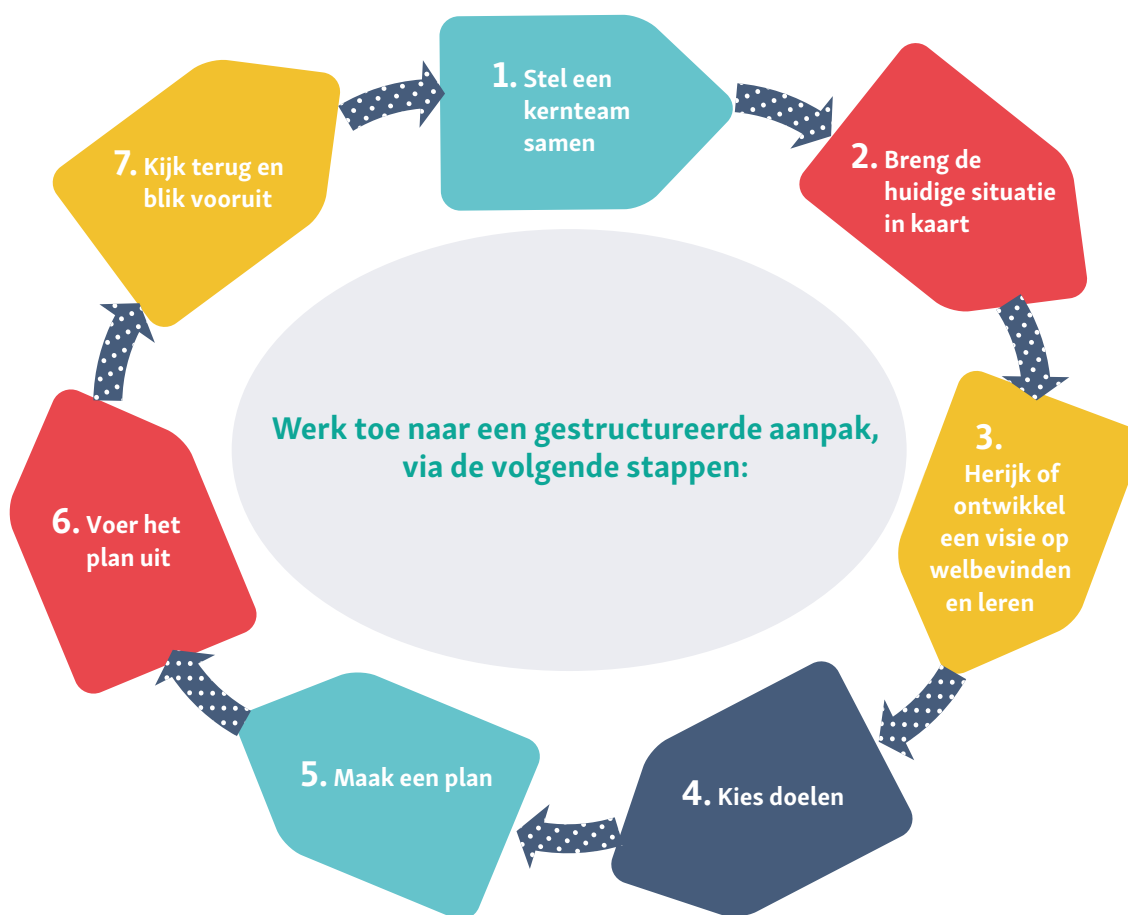 1. Stel een
kernteam
samen
2. Breng de
huidige situatie
in kaart
3.
Herijk of
ontwikkel
een visie op
welbevinden
en leren
4. Kies doelen
5. Maak een plan
6. Voer het
plan uit
7. Kijk terug en
blik vooruit
Werk toe naar een gestructureerde aanpak,
via de volgende stappen: